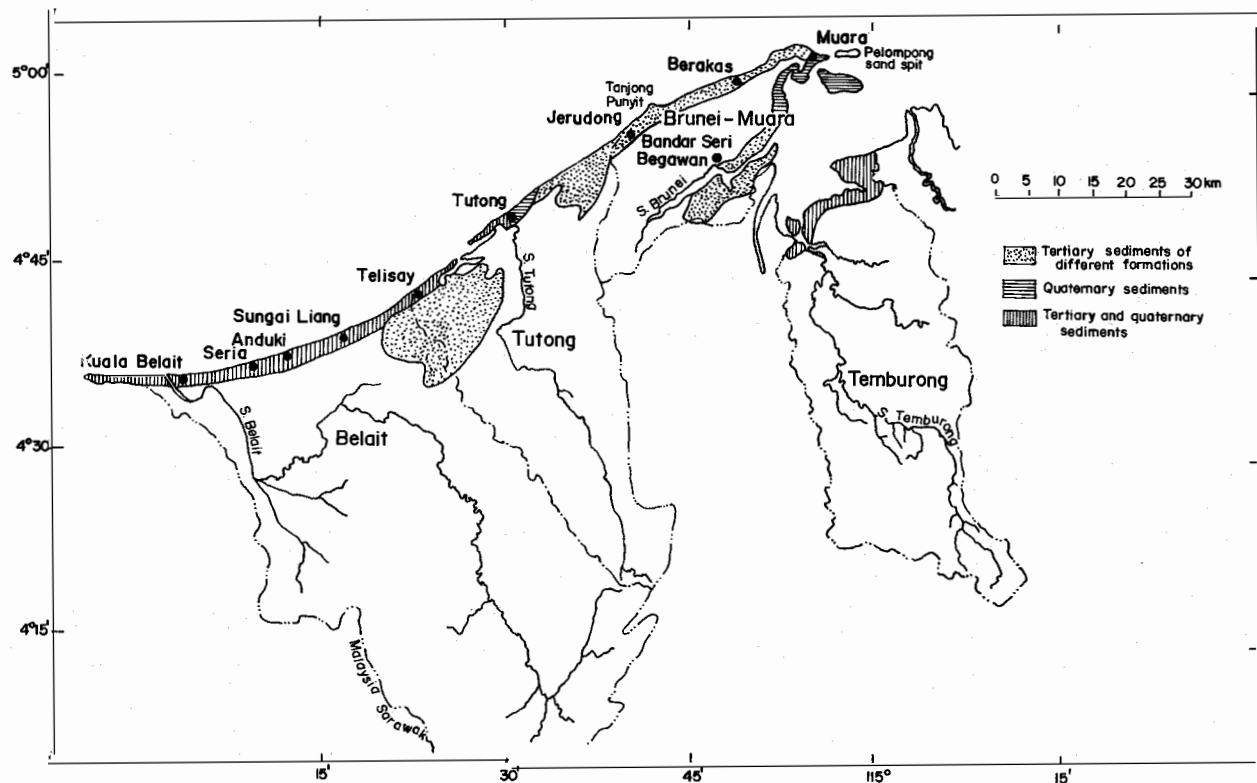 Muara
Pelompong
sand spit
5°00'
Berakas
Tanjong
Punyit
Jerudong
Brunei-Muara
Bandar Seri
Begawan
S. Brunei
0 5 10 15 20 25 30 km
Tutong
4°45'
S. Tutong
Tertiary sediments of
different formations
Quaternary sediments
Tertiary and quaternary
sediments
Telisay
Sungai Liang
Anduki
Seria
Kuala Belait
Tutong
Temburong
S. Temburong
S. Belait
Belait
4°30'
4°15'
Malaysia
Sarawak
15'
30'
45'
115°
15'